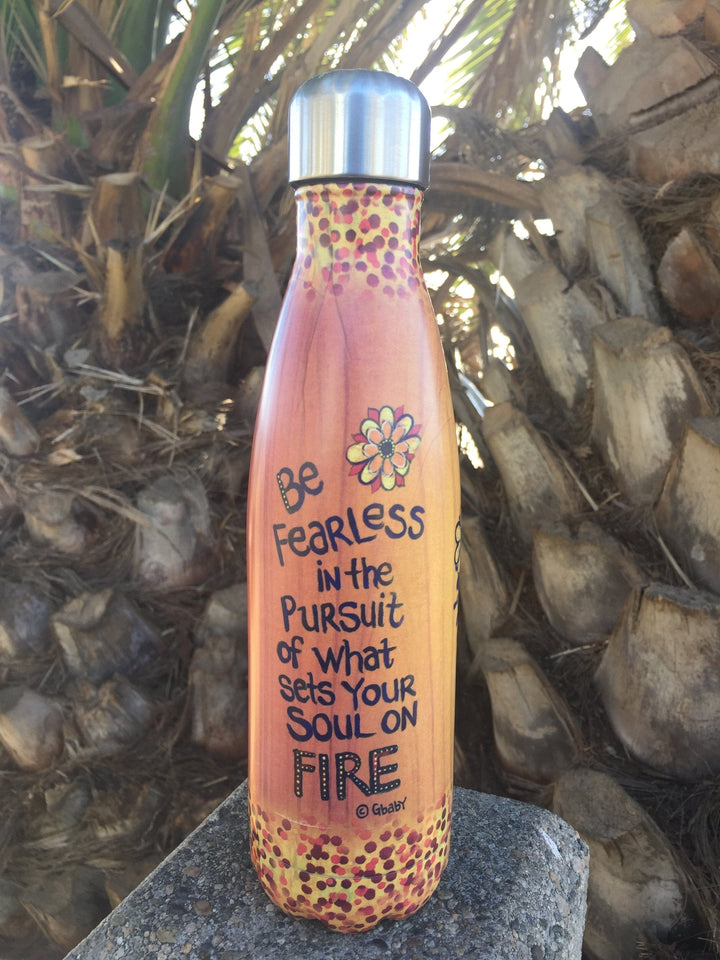 Be
FeaRLeSS
in the
PURSUiT
of what
sets YOUR
SOUL ON
FIRE
© GbabY